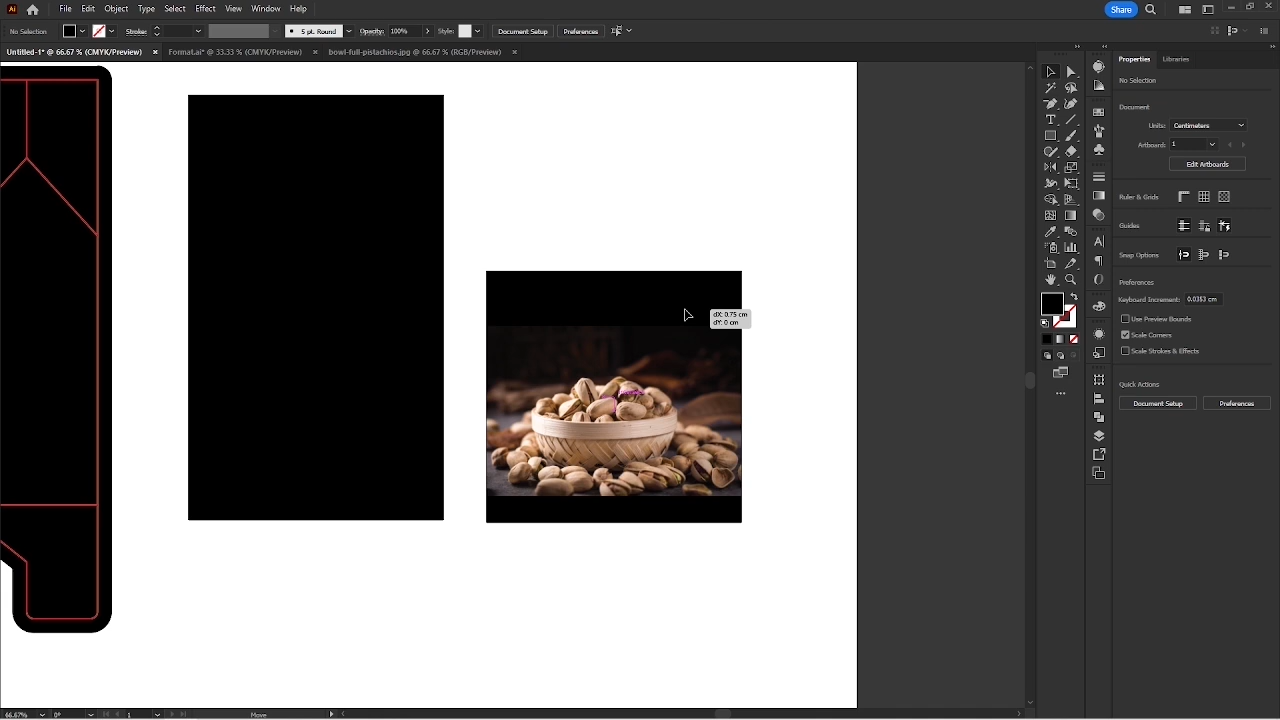 Ai File Edit Object Type Select Effect View Window Help Share
No Selection Stroke: 5 pt. Round Opacity: 100% Style: Document Setup Preferences
Untitled-1* @ 66.67 % (CMYK/Preview) × Format.ai* @ 33.33 % (CMYK/Preview) × bowl-full-pistachios.jpg @ 66.67 % (RGB/Preview) ×
Properties Libraries
No Selection
Document
Units: Centimeters
Artboard: 1
Edit Artboards
Ruler & Grids
Guides
Snap Options
Preferences
Keyboard Increment: 0.0353 cm
Use Preview Bounds
Scale Corners
Scale Strokes & Effects
Quick Actions
Document Setup Preferences
dX: 0.75 cm
dY: 0 cm
66.67% 0° 1 Move